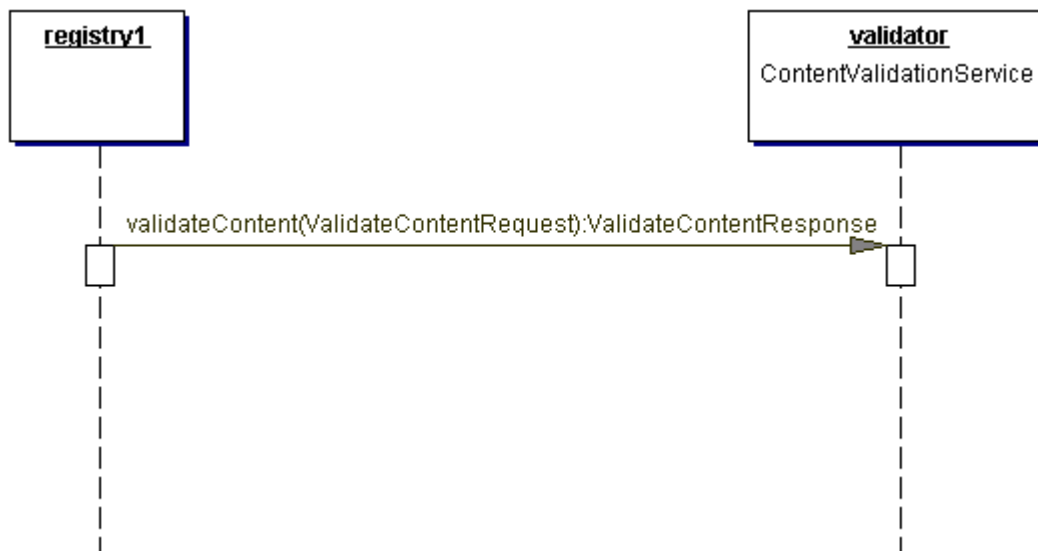 registry1
validator
ContentValidationService
validateContent(ValidateContentRequest):ValidateContentResponse